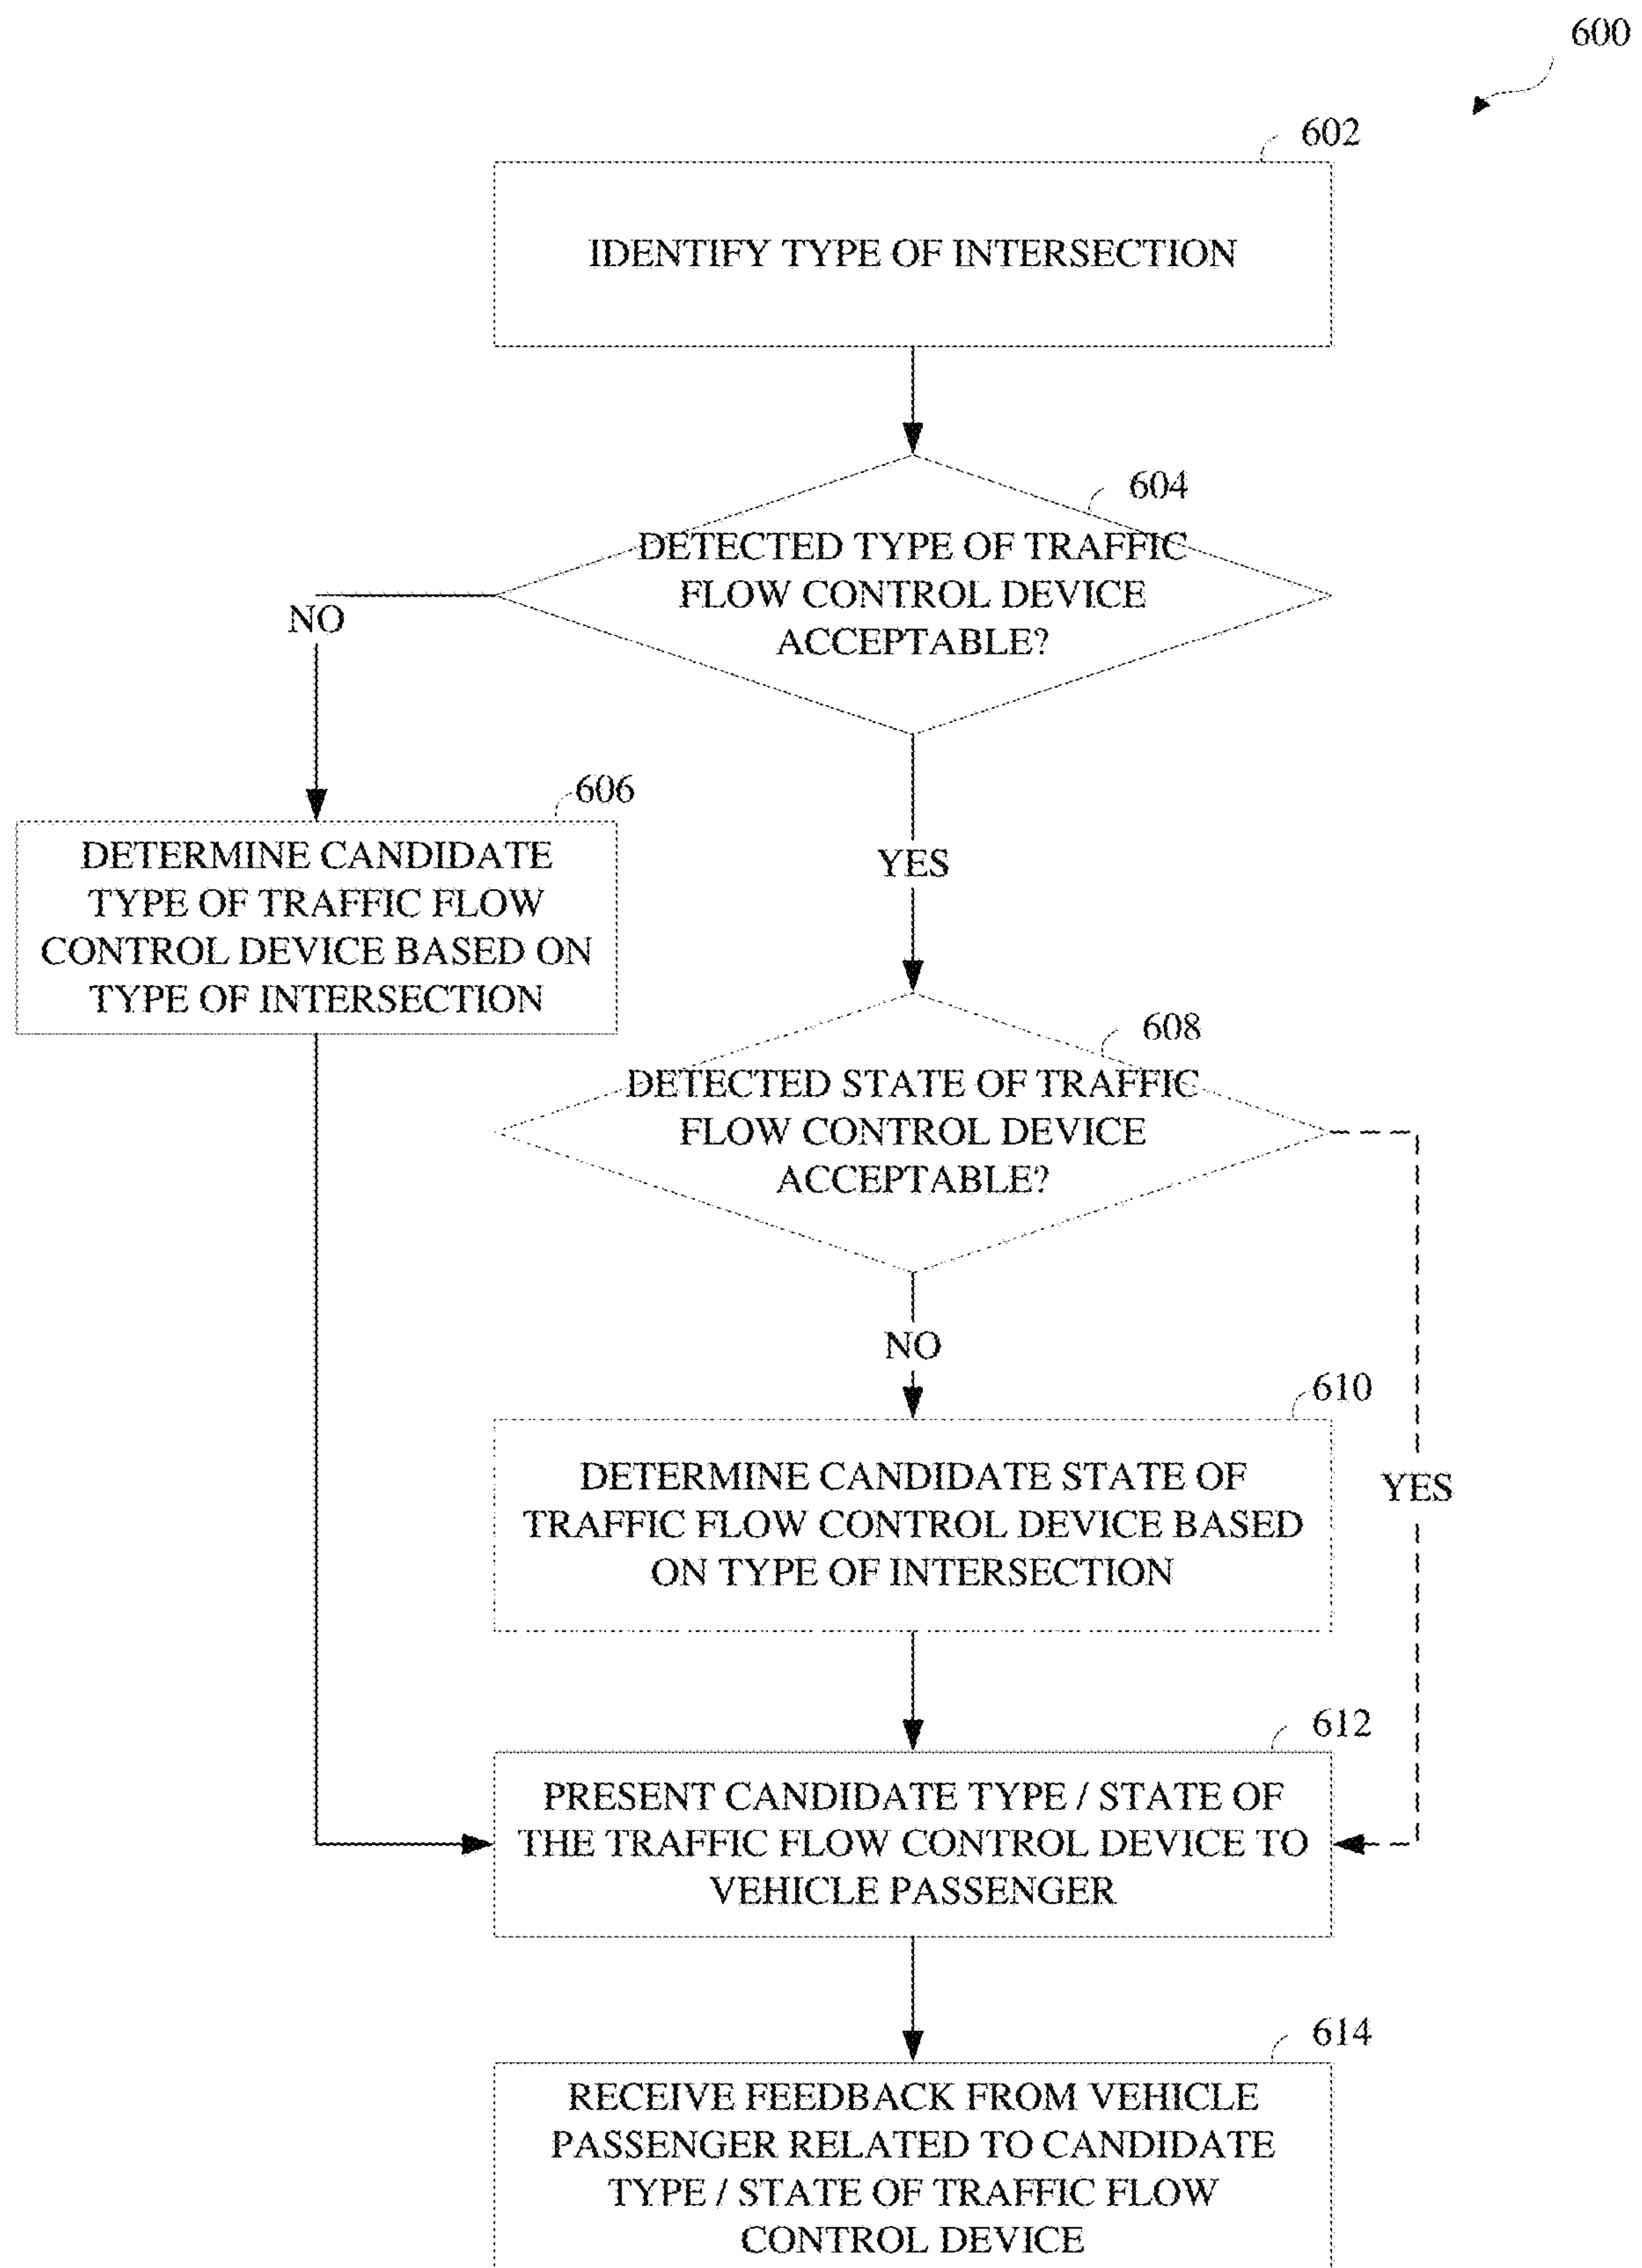 600
602
IDENTIFY TYPE OF INTERSECTION
604
DETECTED TYPE OF TRAFFIC
FLOW CONTROL DEVICE
ACCEPTABLE?
NO
606
DETERMINE CANDIDATE
TYPE OF TRAFFIC FLOW
CONTROL DEVICE BASED ON
TYPE OF INTERSECTION
YES
608
DETECTED STATE OF TRAFFIC
FLOW CONTROL DEVICE
ACCEPTABLE?
NO
610
DETERMINE CANDIDATE STATE OF
TRAFFIC FLOW CONTROL DEVICE BASED
ON TYPE OF INTERSECTION
YES
612
PRESENT CANDIDATE TYPE / STATE OF
THE TRAFFIC FLOW CONTROL DEVICE TO
VEHICLE PASSENGER
614
RECEIVE FEEDBACK FROM VEHICLE
PASSENGER RELATED TO CANDIDATE
TYPE / STATE OF TRAFFIC FLOW
CONTROL DEVICE